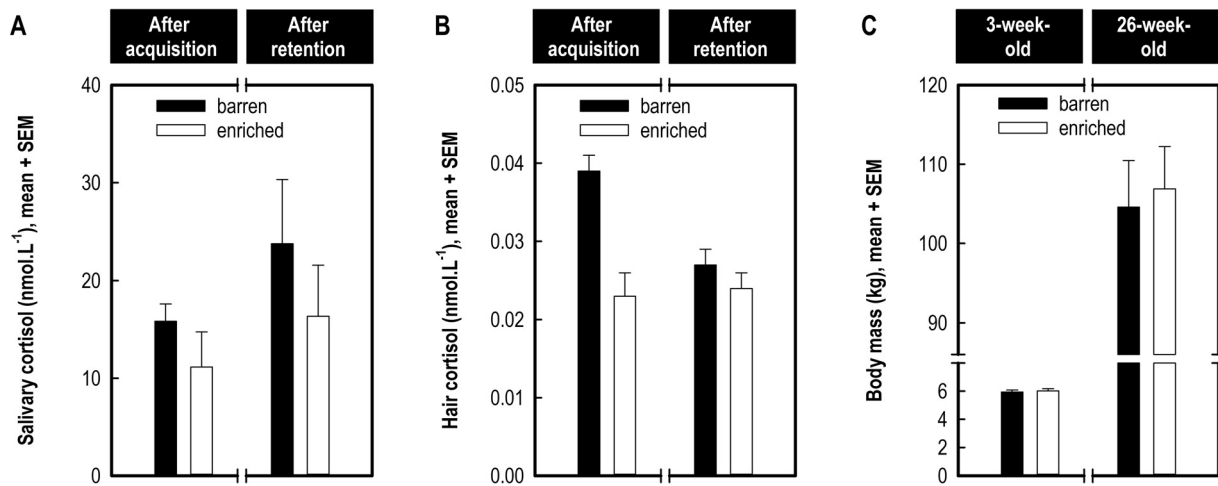 A
After
acquisition
After
retention
Salivary cortisol (nmol.L-1), mean + SEM
40
30
20
10
0
barren
enriched
B
After
acquisition
After
retention
Hair cortisol (nmol.L-1), mean + SEM
0.05
0.04
0.03
0.02
0.01
0.00
barren
enriched
C
3-week-
old
26-week-
old
Body mass (kg), mean + SEM
120
110
100
90
6
4
2
0
barren
enriched